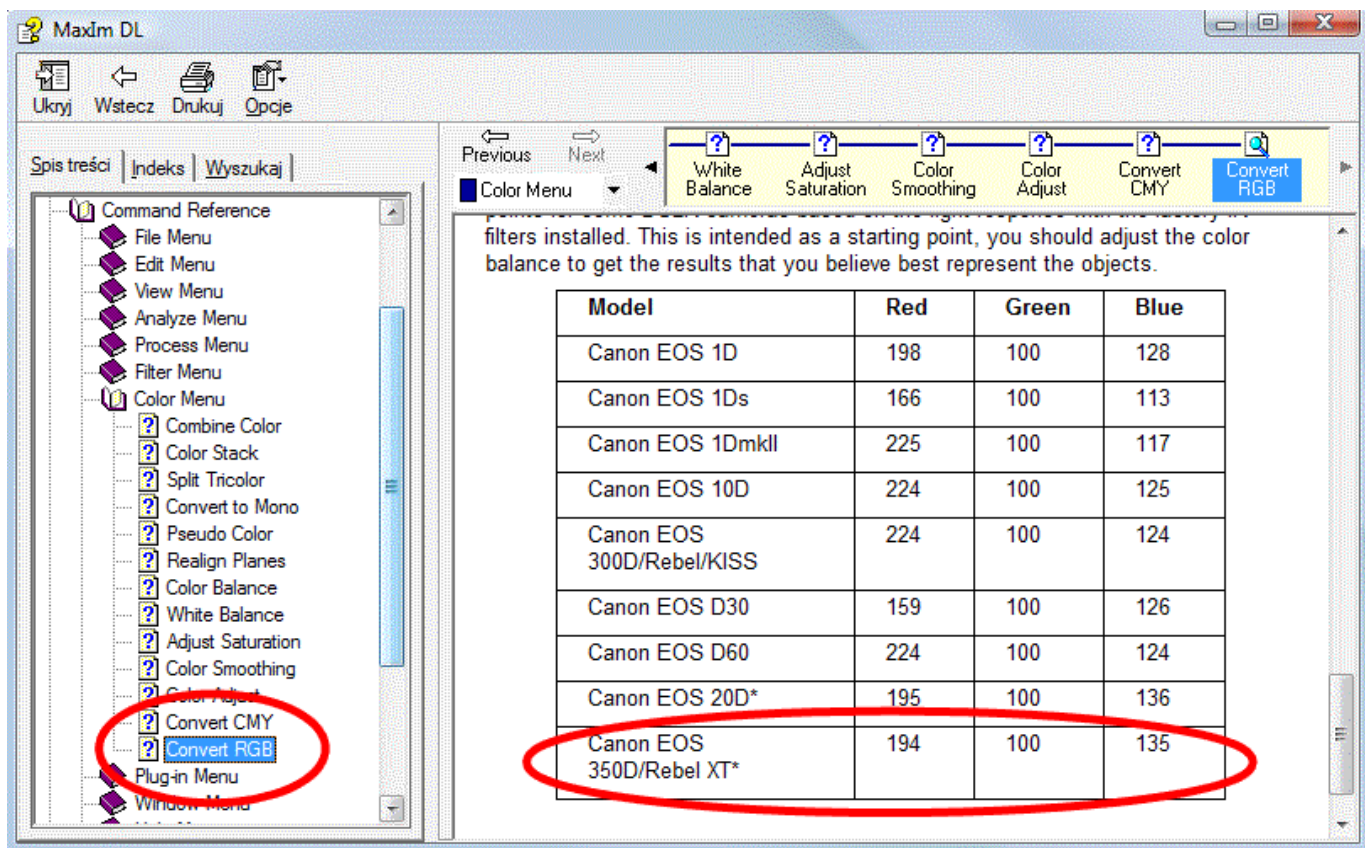 MaxIm DL
Ukryj Wstecz Drukuj Opcje
Spis treści Indeks Wyszukaj
Command Reference
File Menu
Edit Menu
View Menu
Analyze Menu
Process Menu
Filter Menu
Color Menu
Combine Color
Color Stack
Split Tricolor
Convert to Mono
Pseudo Color
Realign Planes
Color Balance
White Balance
Adjust Saturation
Color Smoothing
Color Adjust
Convert CMY
Convert RGB
Plug-in Menu
Window Menu
Previous Next
Color Menu
White Balance
Adjust Saturation
Color Smoothing
Color Adjust
Convert CMY
Convert RGB
filters installed. This is intended as a starting point, you should adjust the color
balance to get the results that you believe best represent the objects.
Model Red Green Blue
Canon EOS 1D 198 100 128
Canon EOS 1Ds 166 100 113
Canon EOS 1DmkII 225 100 117
Canon EOS 10D 224 100 125
Canon EOS 224 100 124
300D/Rebel/KISS
Canon EOS D30 159 100 126
Canon EOS D60 224 100 124
Canon EOS 20D* 195 100 136
Canon EOS 194 100 135
350D/Rebel XT*